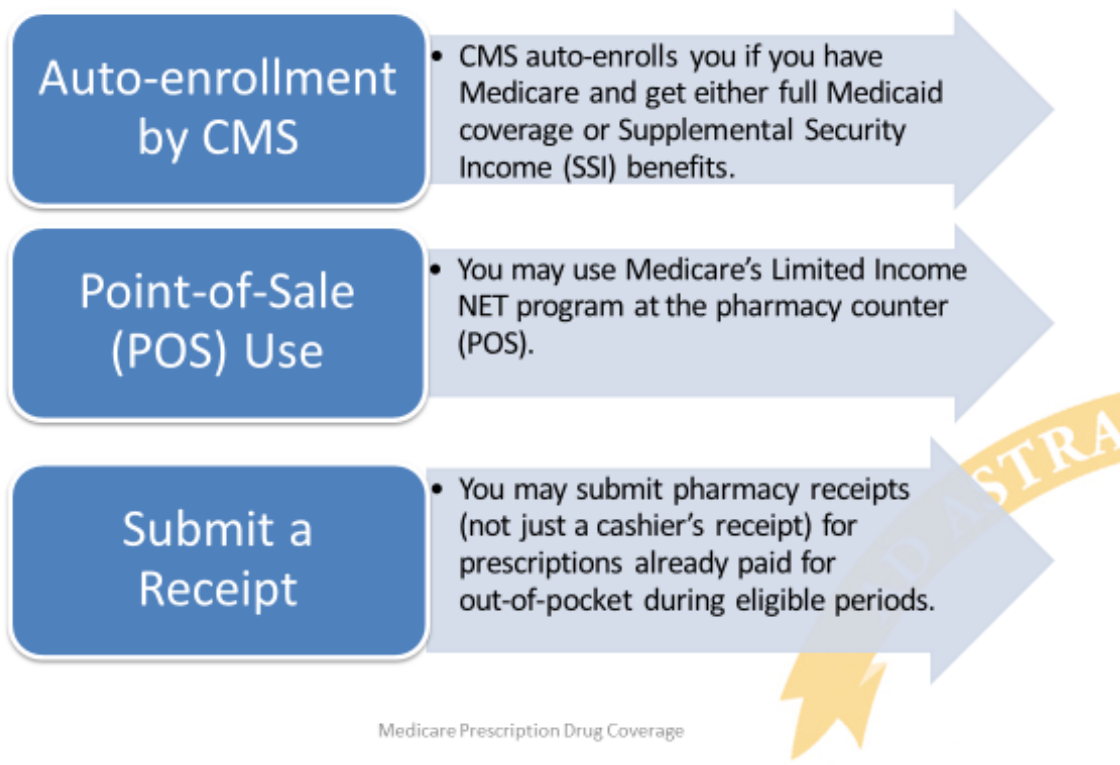 Auto-enrollment
by CMS
• CMS auto-enrolls you if you have
Medicare and get either full Medicaid
coverage or Supplemental Security
Income (SSI) benefits.
Point-of-Sale
(POS) Use
• You may use Medicare’s Limited Income
NET program at the pharmacy counter
(POS).
Submit a
Receipt
• You may submit pharmacy receipts
(not just a cashier’s receipt) for
prescriptions already paid for
out-of-pocket during eligible periods.
D ASTRA
Medicare Prescription Drug Coverage